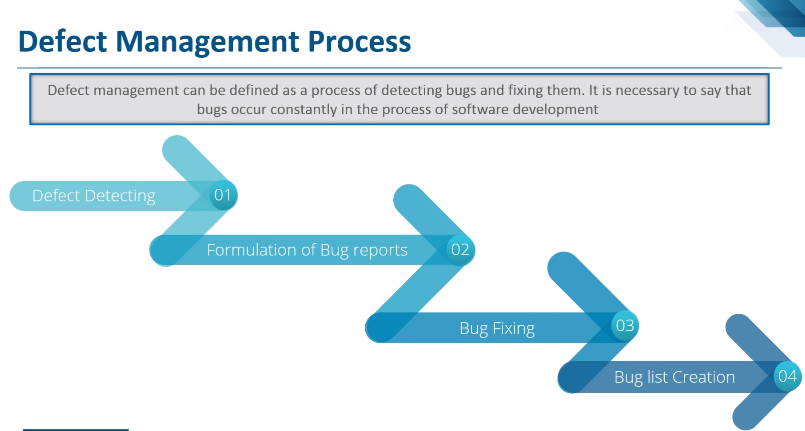 Defect Management Process
Defect management can be defined as a process of detecting bugs and fixing them. It is necessary to say that
bugs occur constantly in the process of software development
Defect Detecting 01
Formulation of Bug reports 02
Bug Fixing 03
Bug list Creation 04